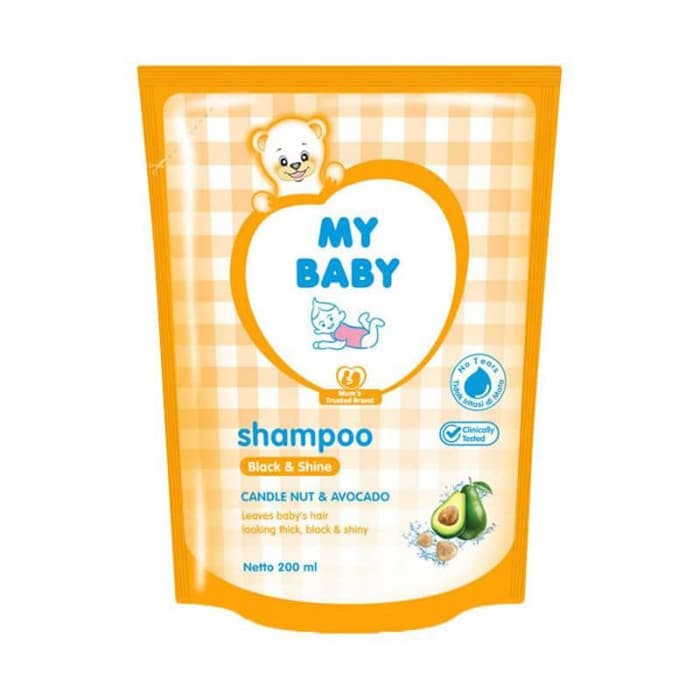 MY
BABY
Mum's
Trusted Brand
No Tears
Tidak Iritasi di Mata
Clinically
Tested
shampoo
Black & Shine
CANDLE NUT & AVOCADO
Leaves baby's hair
looking thick, black & shiny
Netto 200 ml